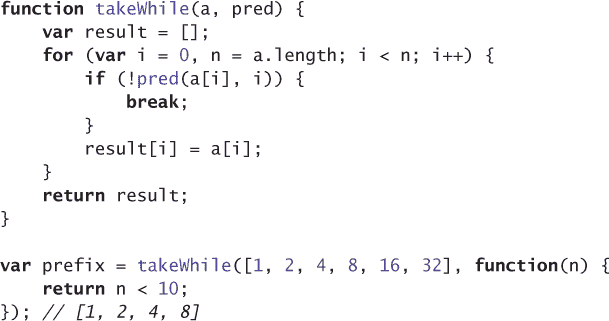 function takeWhile(a, pred) {
    var result = [];
    for (var i = 0, n = a.length; i < n; i++) {
        if (!pred(a[i], i)) {
            break;
        }
        result[i] = a[i];
    }
    return result;
}

var prefix = takeWhile([1, 2, 4, 8, 16, 32], function(n) {
    return n < 10;
}); // [1, 2, 4, 8]